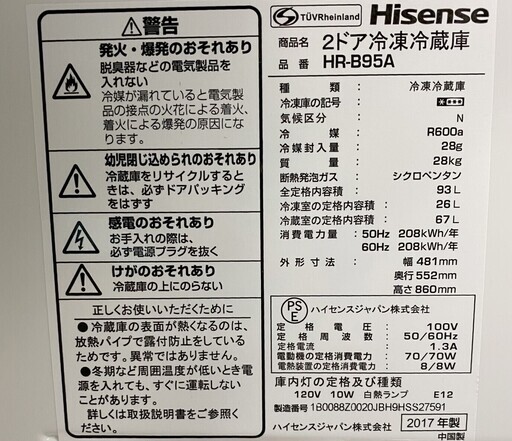 警告
発火・爆発のおそれあり
脱臭器などの電気製品を
入れない
冷媒が漏れていると電気製
品の接点の火花による着火、
着火による爆発の原因にな
ります。
幼児閉じ込められのおそれあり
冷蔵庫をリサイクルすると
きは、必ずドアパッキング
をはずす
感電のおそれあり
お手入れの際は、
必ず電源プラグを抜く
けがのおそれあり
冷蔵庫の上にのらない
正しくお使いいただくために
●冷蔵庫の表面が熱くなるのは、
放熱パイプで露付防止をしているた
めです。異常ではありません。
●冬期など周囲温度が低いとき電
源を入れても、すぐに運転しない
ことがあります。
詳しくは取扱説明書をご覧ください。
TÜVRheinland Hisense
商品名 2ドア冷凍冷蔵庫
品番 HR-B95A
種類 冷凍冷蔵庫
冷凍庫の記号
気候区分 N
冷媒 R600a
冷媒封入量 28g
質量 28kg
断熱発泡ガス シクロペンタン
全定格内容積 93 L
冷凍室の定格内容積 26 L
冷蔵室の定格内容積 67 L
消費電力量 50Hz 208kWh/年
60Hz 208kWh/年
外形寸法 幅 481mm
奥行 552mm
高さ 860mm
PSE ハイセンスジャパン株式会社
定格電圧 100V
定格周波数 50/60Hz
定格電流 1.3A
電動機の定格消費電力 70/70W
電熱装置の定格消費電力 8/8W
庫内灯の定格及び種類
120V 10W 白熱ランプ E12
製造番号 1B0088Z0020JBH9HSS27591
ハイセンスジャパン株式会社 2017年製
中国製